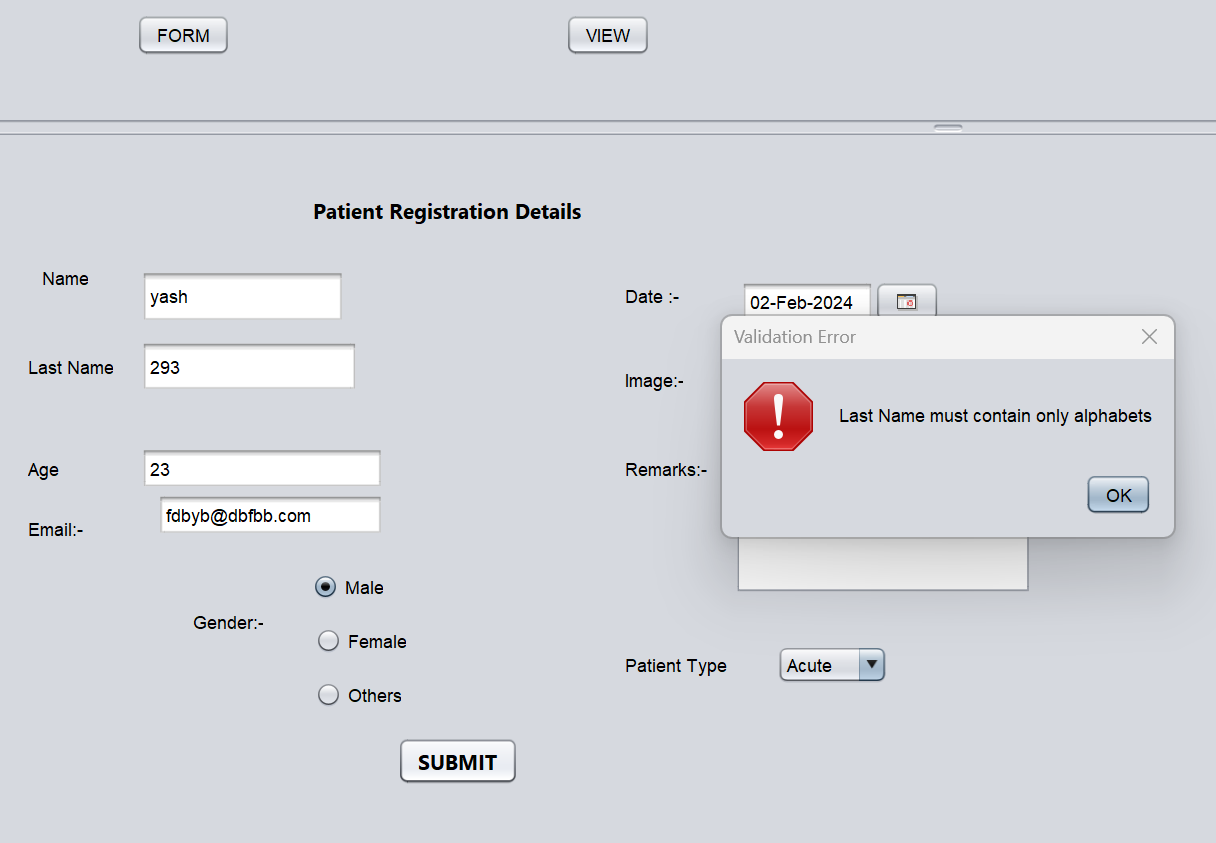 FORM
VIEW
Patient Registration Details
Name
yash
Date :-
02-Feb-2024
Validation Error
Last Name
293
Image:-
Last Name must contain only alphabets
Age
23
Remarks:-
OK
Email:-
fdbyb@dbfbb.com
Male
Gender:-
Female
Patient Type
Acute
Others
SUBMIT